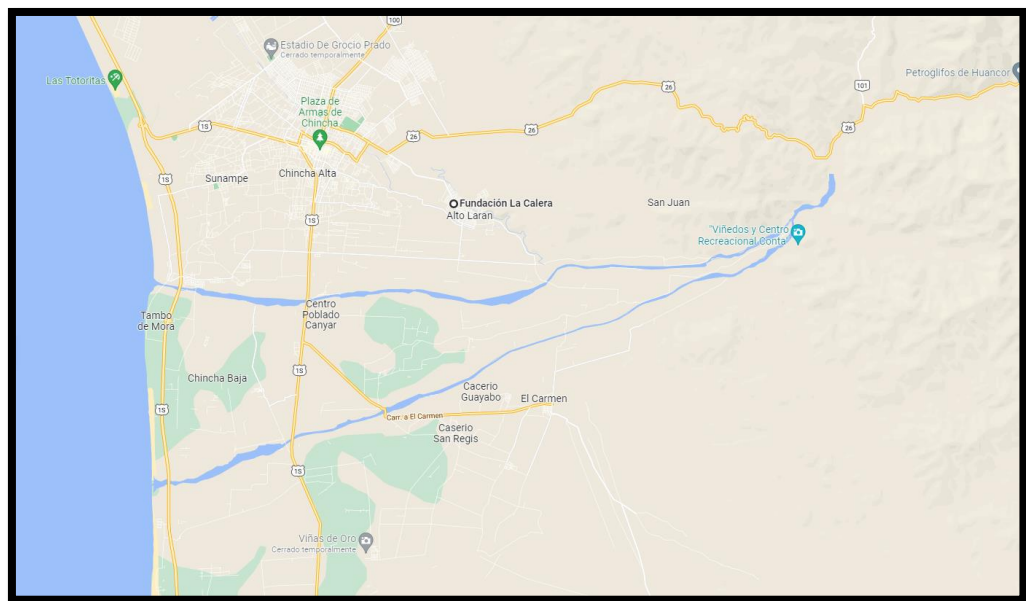 100
Estadio De Grocio Prado
Cerrado temporalmente
Las Totoritas
Petroglifos de Huancor
26
101
Plaza de
Armas de
Chincha
1S
26
26
26
Chincha Alta
Sunampe
1S
Fundación La Calera
Alto Laran
San Juan
1S
"Viñedos y Centro
Recreacional Conta
Centro
Poblado
Canyar
Tambo
de Mora
1S
Chincha Baja
Cacerio
Guayabo
El Carmen
1S
Carr. a El Carmen
Caserio
San Regis
1S
Viñas de Oro
Cerrado temporalmente